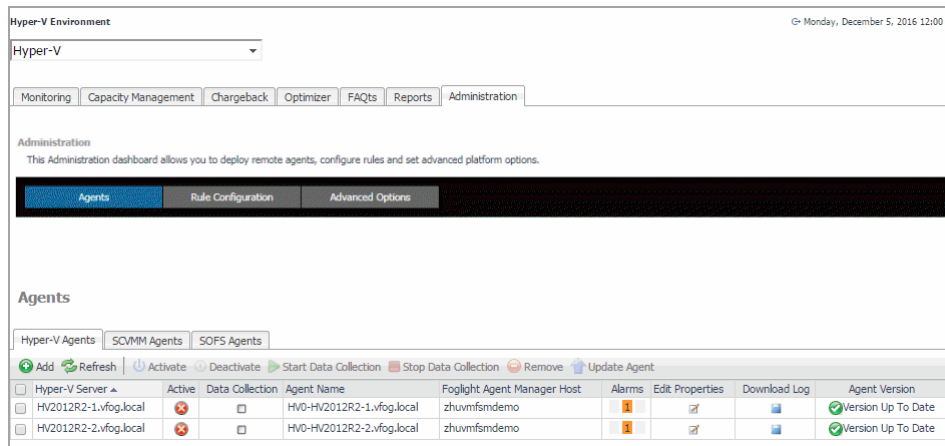 Hyper-V Environment
Monday, December 5, 2016 12:00
Hyper-V
Monitoring Capacity Management Chargeback Optimizer FAQts Reports Administration
Administration
This Administration dashboard allows you to deploy remote agents, configure rules and set advanced platform options.
Agents Rule Configuration Advanced Options
Agents
Hyper-V Agents SCVMM Agents SOFS Agents
Add Refresh Activate Deactivate Start Data Collection Stop Data Collection Remove Update Agent
Hyper-V Server Active Data Collection Agent Name Foglight Agent Manager Host Alarms Edit Properties Download Log Agent Version
HV2012R2-1.vfog.local HV0-HV2012R2-1.vfog.local zhuvmfsmdemo 1 Version Up To Date
HV2012R2-2.vfog.local HV0-HV2012R2-2.vfog.local zhuvmfsmdemo 1 Version Up To Date